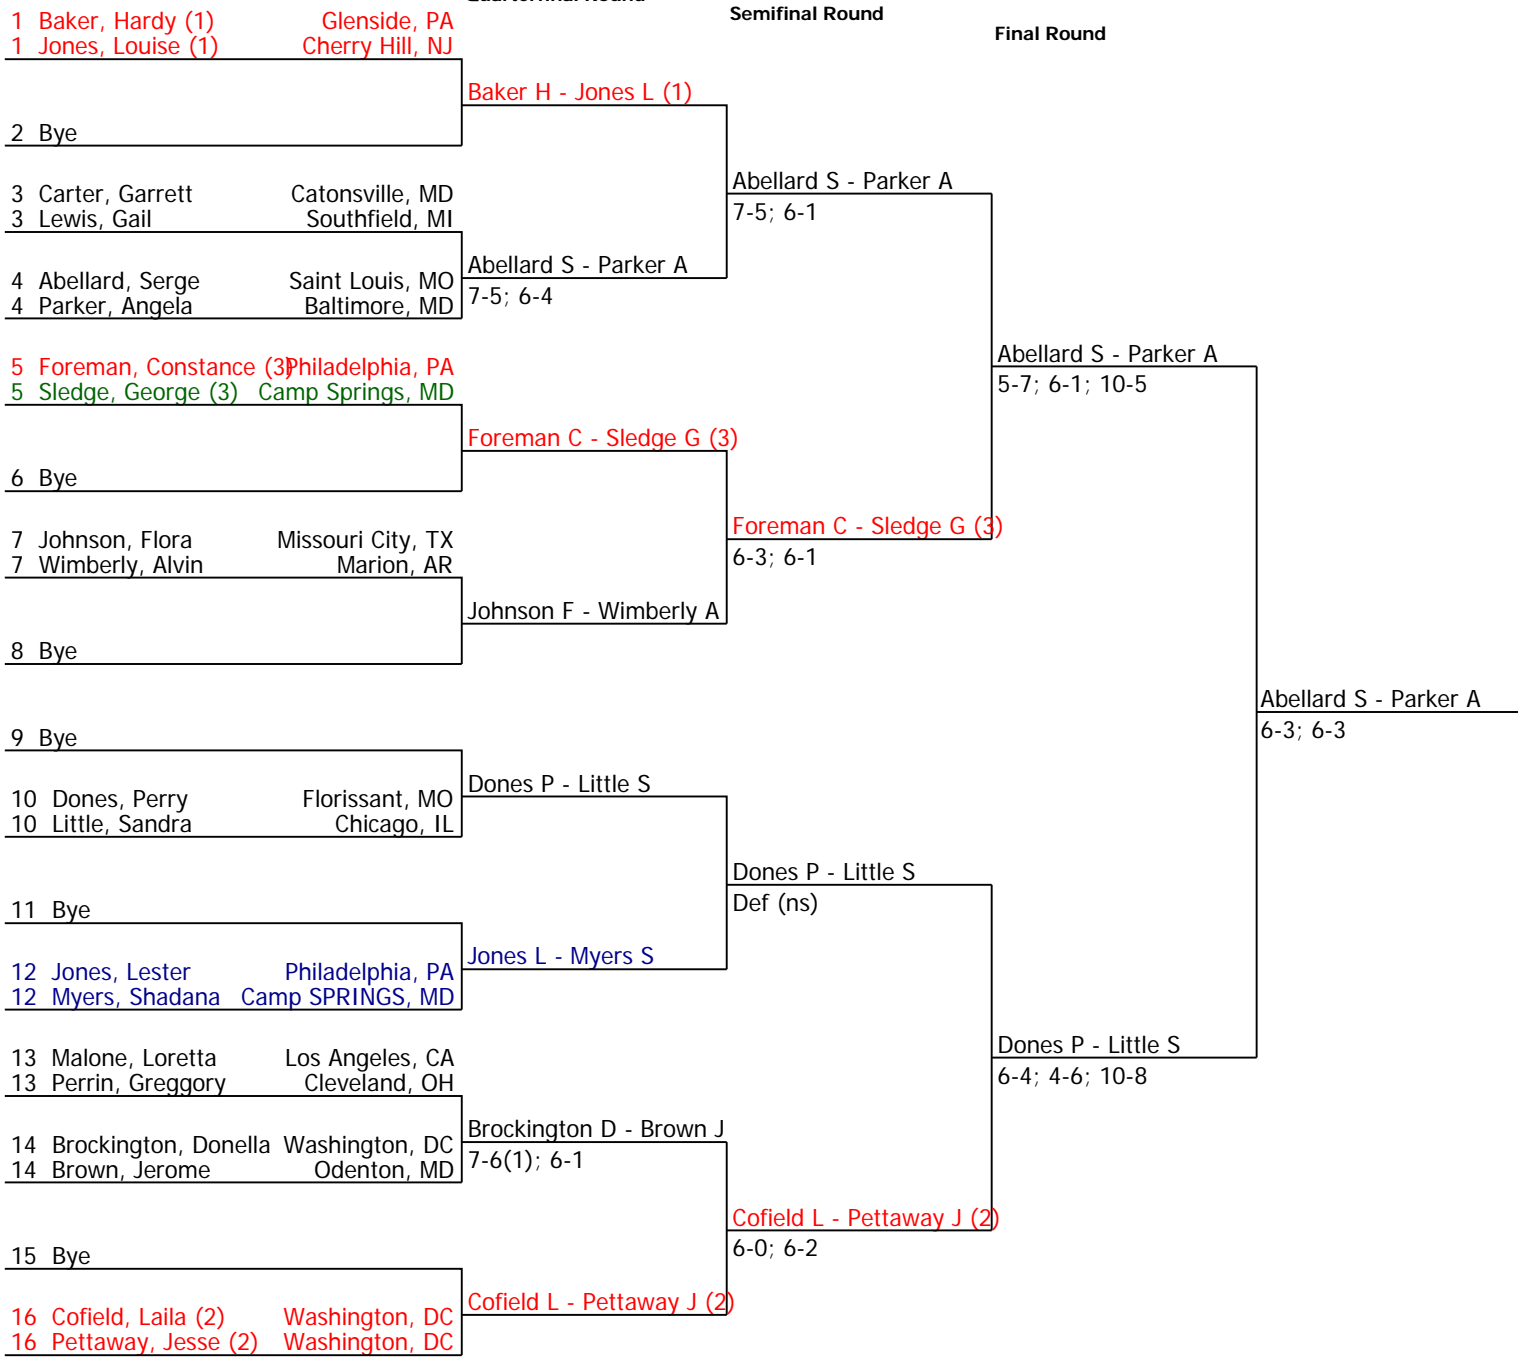 Semifinal Round
Final Round
1 Baker, Hardy (1) Glenside, PA
1 Jones, Louise (1) Cherry Hill, NJ
Baker H - Jones L (1)
2 Bye
Abellard S - Parker A
7-5; 6-1
3 Carter, Garrett Catonsville, MD
3 Lewis, Gail Southfield, MI
Abellard S - Parker A
7-5; 6-4
4 Abellard, Serge Saint Louis, MO
4 Parker, Angela Baltimore, MD
Abellard S - Parker A
5-7; 6-1; 10-5
5 Foreman, Constance (3) Philadelphia, PA
5 Sledge, George (3) Camp Springs, MD
Foreman C - Sledge G (3)
6 Bye
Foreman C - Sledge G (3)
6-3; 6-1
7 Johnson, Flora Missouri City, TX
7 Wimberly, Alvin Marion, AR
Johnson F - Wimberly A
8 Bye
Abellard S - Parker A
6-3; 6-3
9 Bye
Dones P - Little S
10 Dones, Perry Florissant, MO
10 Little, Sandra Chicago, IL
Dones P - Little S
Def (ns)
11 Bye
Jones L - Myers S
12 Jones, Lester Philadelphia, PA
12 Myers, Shadana Camp SPRINGS, MD
Dones P - Little S
6-4; 4-6; 10-8
13 Malone, Loretta Los Angeles, CA
13 Perrin, Greggory Cleveland, OH
Brockington D - Brown J
7-6(1); 6-1
14 Brockington, Donella Washington, DC
14 Brown, Jerome Odenton, MD
Cofield L - Pettaway J (2)
6-0; 6-2
15 Bye
Cofield L - Pettaway J (2)
16 Cofield, Laila (2) Washington, DC
16 Pettaway, Jesse (2) Washington, DC